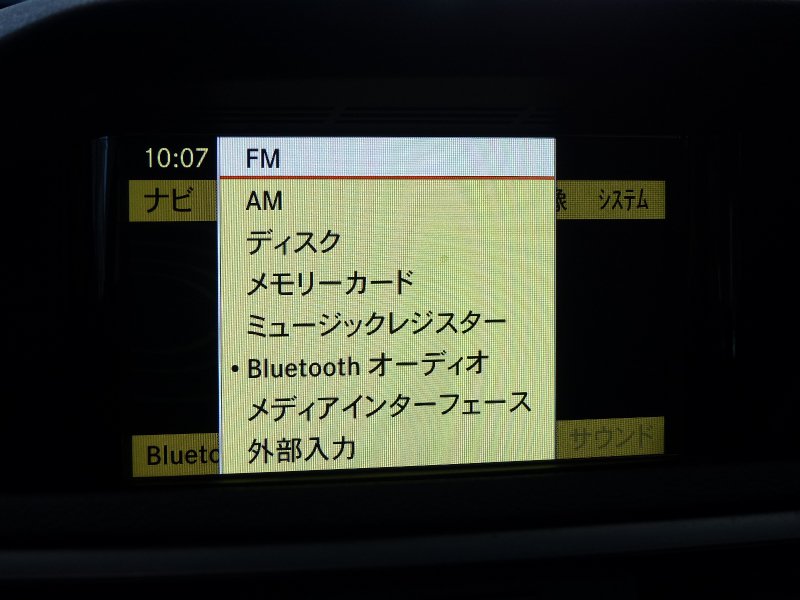 10:07
FM
ナビ
AM
像 システム
ディスク
メモリーカード
ミュージックレジスター
• Bluetooth オーディオ
メディアインターフェース
外部入力
Blueto
サウンド